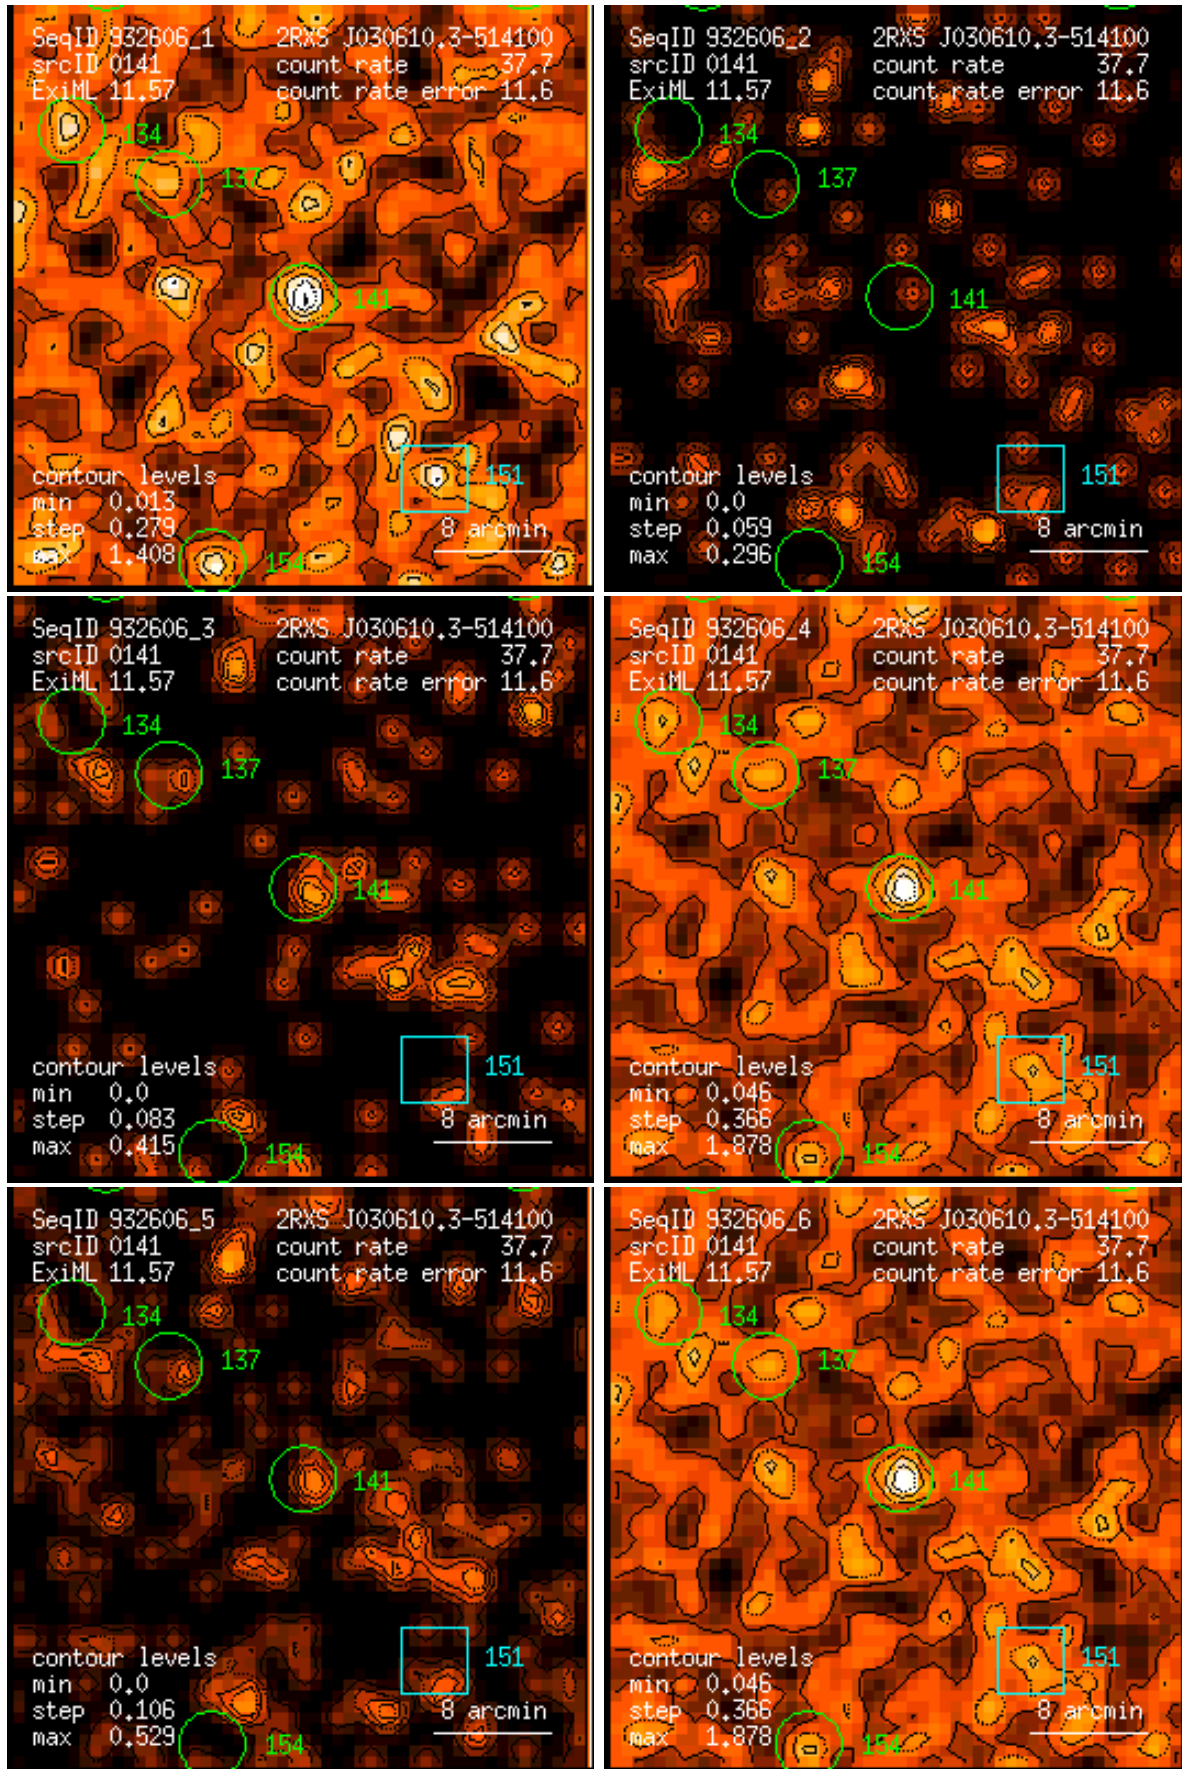 SeqID 932606_1 2RXS J030610.3-514100
srcID 0141 count rate 37.7
ExiML 11.57 count rate error 11.6
134
137
141
contour levels 151
min 0.013
step 0.279 8 arcmin
max 1.408 154
SeqID 932606_2 2RXS J030610.3-514100
srcID 0141 count rate 37.7
ExiML 11.57 count rate error 11.6
134
137
141
contour levels 151
min 0.0
step 0.059 8 arcmin
max 0.296 154
SeqID 932606_3 2RXS J030610.3-514100
srcID 0141 count rate 37.7
ExiML 11.57 count rate error 11.6
134
137
141
contour levels 151
min 0.0
step 0.083 8 arcmin
max 0.415 154
SeqID 932606_4 2RXS J030610.3-514100
srcID 0141 count rate 37.7
ExiML 11.57 count rate error 11.6
134
137
141
contour levels 151
min 0.046
step 0.366 8 arcmin
max 1.878 154
SeqID 932606_5 2RXS J030610.3-514100
srcID 0141 count rate 37.7
ExiML 11.57 count rate error 11.6
134
137
141
contour levels 151
min 0.0
step 0.106 8 arcmin
max 0.529 154
SeqID 932606_6 2RXS J030610.3-514100
srcID 0141 count rate 37.7
ExiML 11.57 count rate error 11.6
134
137
141
contour levels 151
min 0.046
step 0.366 8 arcmin
max 1.878 154